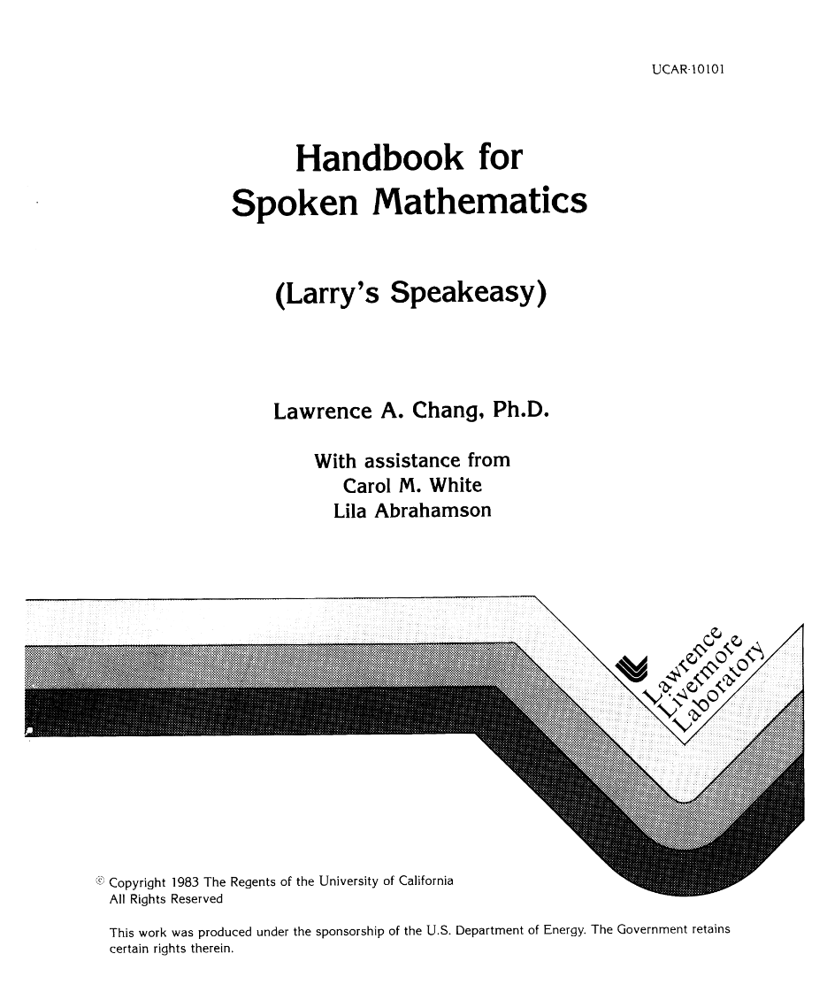 UCAR-10101
Handbook for
Spoken Mathematics
(Larry's Speakeasy)
Lawrence A. Chang, Ph.D.
With assistance from
Carol M. White
Lila Abrahamson
Lawrence
Livermore
Laboratory
© Copyright 1983 The Regents of the University of California
All Rights Reserved
This work was produced under the sponsorship of the U.S. Department of Energy. The Government retains
certain rights therein.